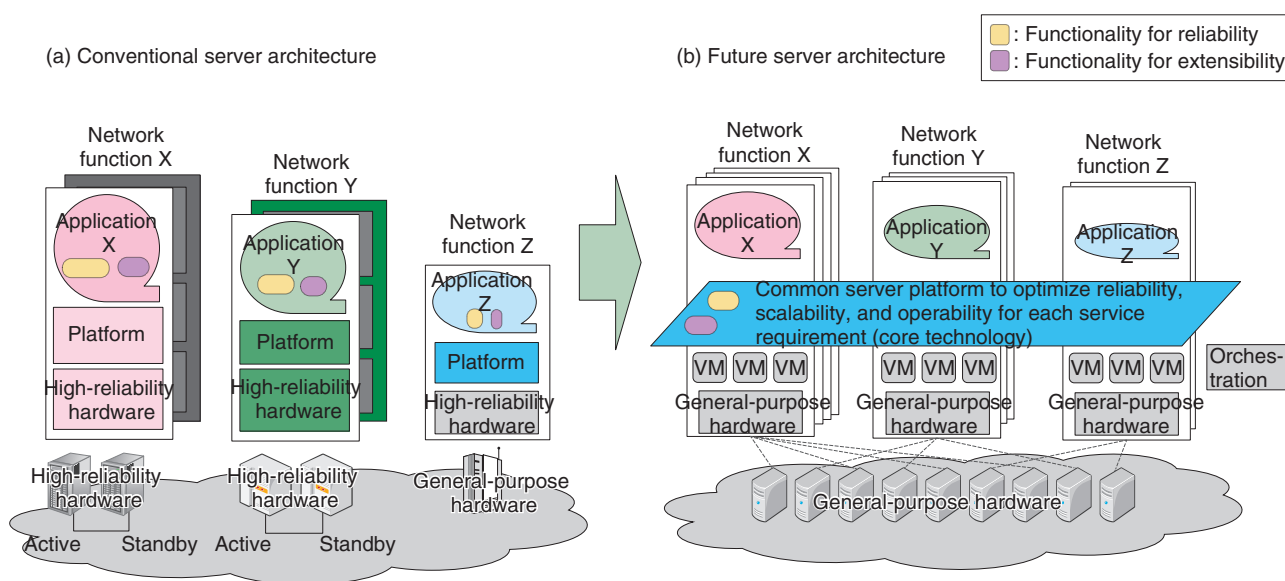 (a) Conventional server architecture
(b) Future server architecture
: Functionality for reliability
: Functionality for extensibility
Network
function X
Application
X
Platform
High-reliability
hardware
Network
function Y
Application
Y
Platform
High-reliability
hardware
Network
function Z
Application
Z
Platform
High-reliability
hardware
High-reliability
hardware
Active
Standby
High-reliability
hardware
Active
Standby
General-purpose
hardware
Network
function X
Application
X
Network
function Y
Application
Y
Network
function Z
Application
Z
Common server platform to optimize reliability,
scalability, and operability for each service
requirement (core technology)
VM VM VM
VM VM VM
VM VM VM
Orches-
tration
General-purpose
hardware
General-purpose
hardware
General-purpose
hardware
General-purpose hardware